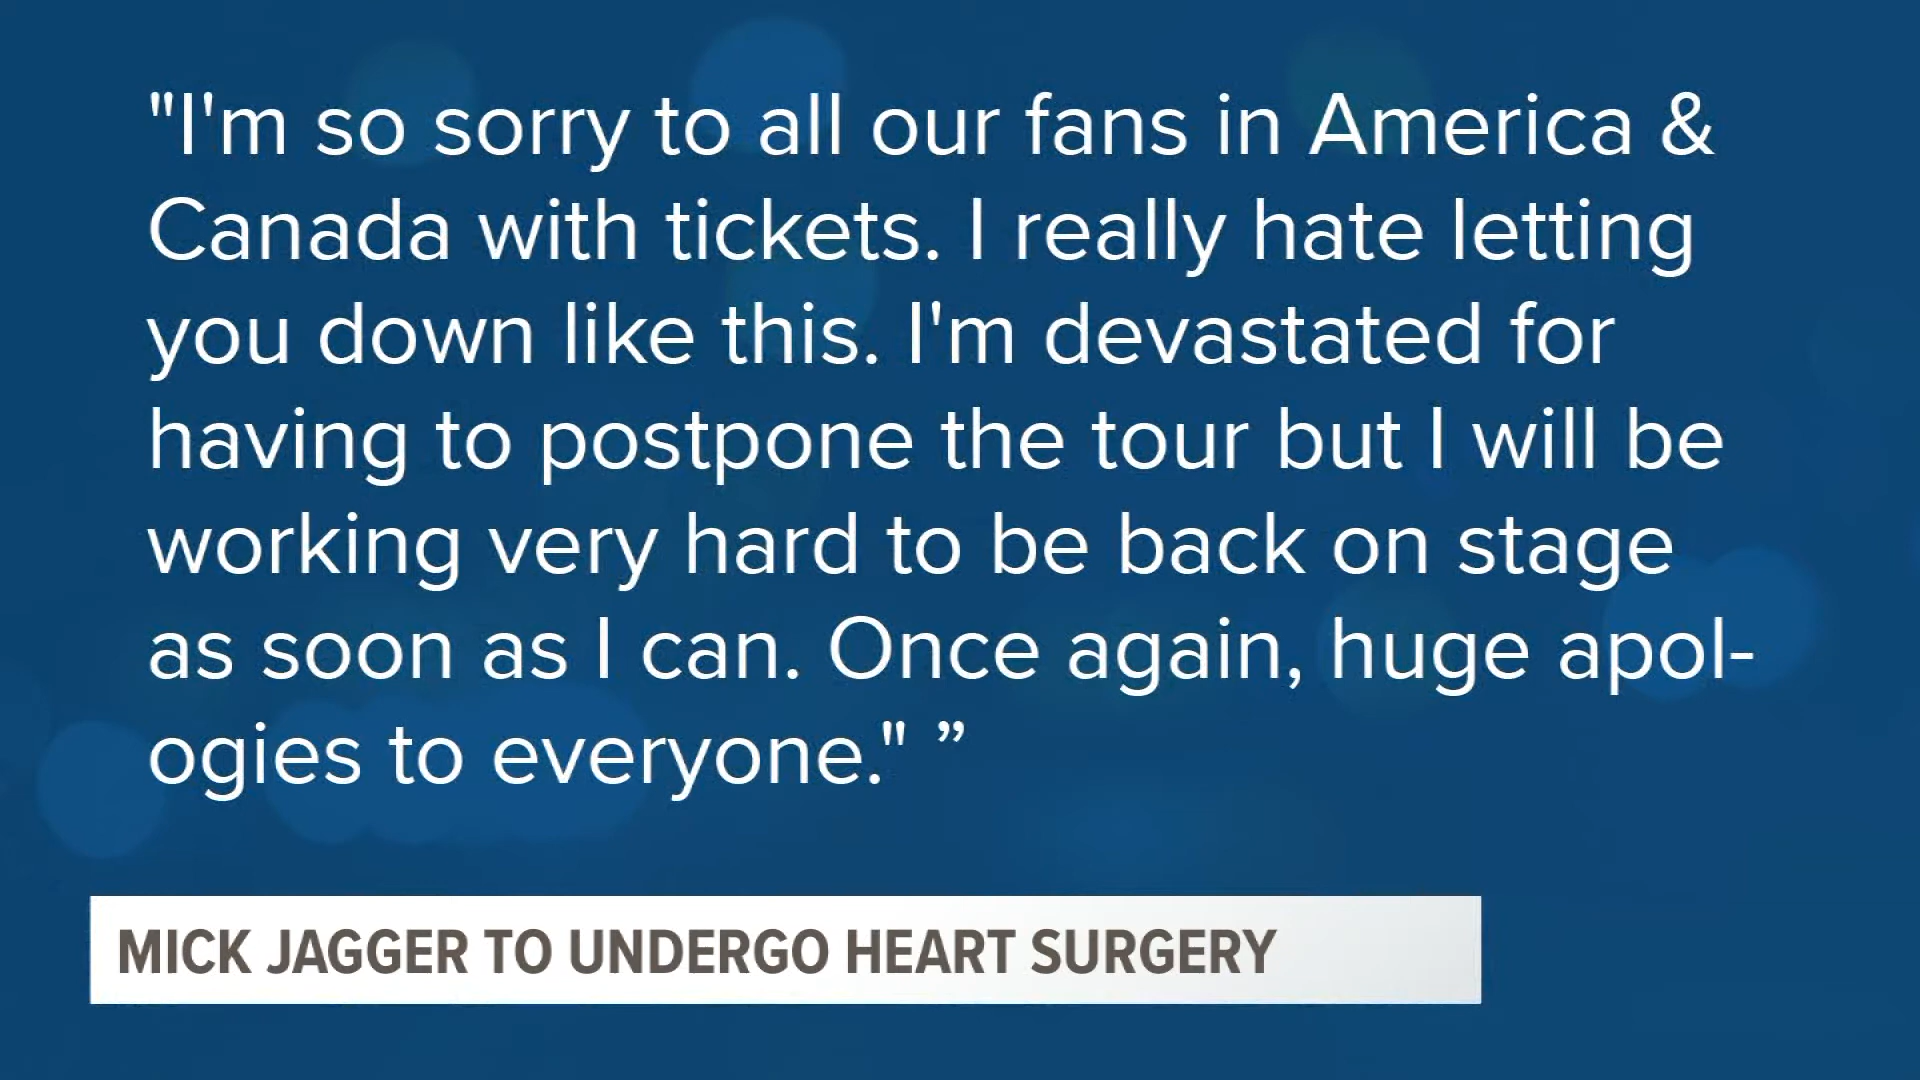 "I'm so sorry to all our fans in America &
Canada with tickets. I really hate letting
you down like this. I'm devastated for
having to postpone the tour but I will be
working very hard to be back on stage
as soon as I can. Once again, huge apol-
ogies to everyone." ”
MICK JAGGER TO UNDERGO HEART SURGERY